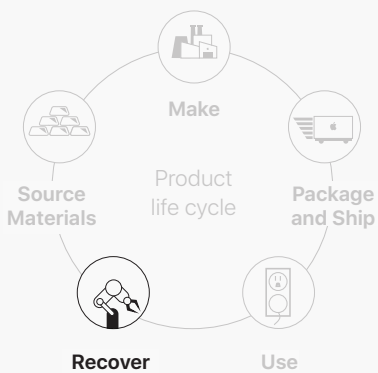 Make
Source
Materials
Product
life cycle
Package
and Ship
Recover
Use